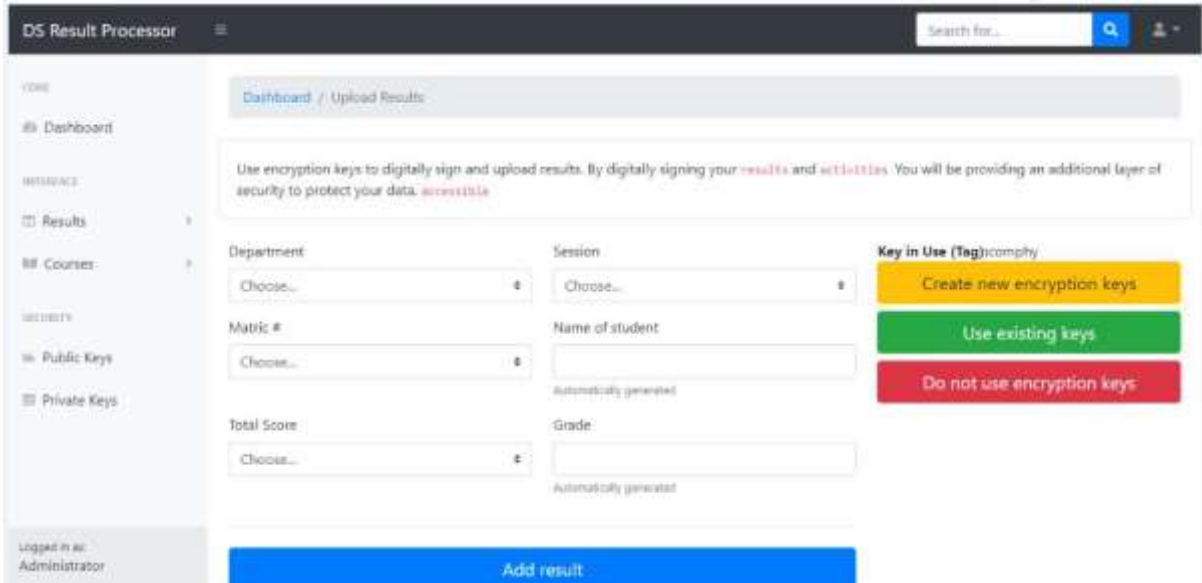 DS Result Processor
Search for...
CORE
Dashboard
INTERFACE
Results
Courses
SECURITY
Public Keys
Private Keys
Logged in as:
Administrator
Dashboard / Upload Results
Use encryption keys to digitally sign and upload results. By digitally signing your results and activities You will be providing an additional layer of
security to protect your data. accessible
Department
Session
Choose...
Choose...
Matric #
Name of student
Choose...
Automatically generated
Total Score
Grade
Choose...
Automatically generated
Add result
Key in Use (Tag):comphy
Create new encryption keys
Use existing keys
Do not use encryption keys